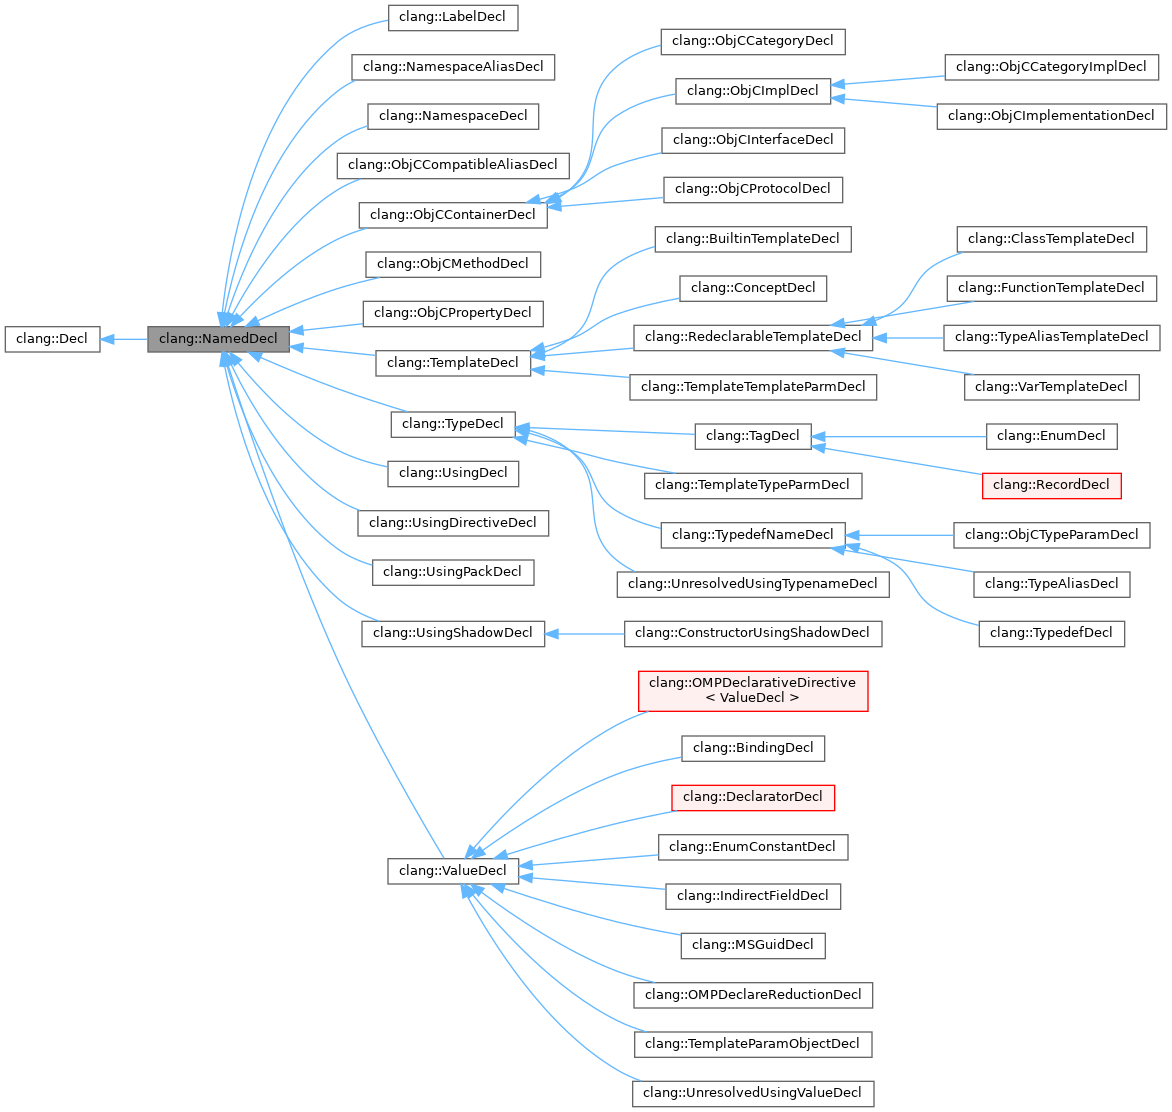 clang::LabelDecl
clang::ObjCCategoryDecl
clang::NamespaceAliasDecl
clang::ObjCCategoryImplDecl
clang::ObjCImplDecl
clang::NamespaceDecl
clang::ObjCImplementationDecl
clang::ObjCInterfaceDecl
clang::ObjCCompatibleAliasDecl
clang::ObjCProtocolDecl
clang::ObjCContainerDecl
clang::BuiltinTemplateDecl
clang::ClassTemplateDecl
clang::ObjCMethodDecl
clang::ConceptDecl
clang::FunctionTemplateDecl
clang::ObjCPropertyDecl
clang::Decl
clang::NamedDecl
clang::RedeclarableTemplateDecl
clang::TypeAliasTemplateDecl
clang::TemplateDecl
clang::TemplateTemplateParmDecl
clang::VarTemplateDecl
clang::TypeDecl
clang::TagDecl
clang::EnumDecl
clang::UsingDecl
clang::TemplateTypeParmDecl
clang::RecordDecl
clang::UsingDirectiveDecl
clang::TypedefNameDecl
clang::ObjCTypeParamDecl
clang::UsingPackDecl
clang::UnresolvedUsingTypenameDecl
clang::TypeAliasDecl
clang::UsingShadowDecl
clang::ConstructorUsingShadowDecl
clang::TypedefDecl
clang::OMPDeclarativeDirective
< ValueDecl >
clang::BindingDecl
clang::DeclaratorDecl
clang::EnumConstantDecl
clang::ValueDecl
clang::IndirectFieldDecl
clang::MSGuidDecl
clang::OMPDeclareReductionDecl
clang::TemplateParamObjectDecl
clang::UnresolvedUsingValueDecl